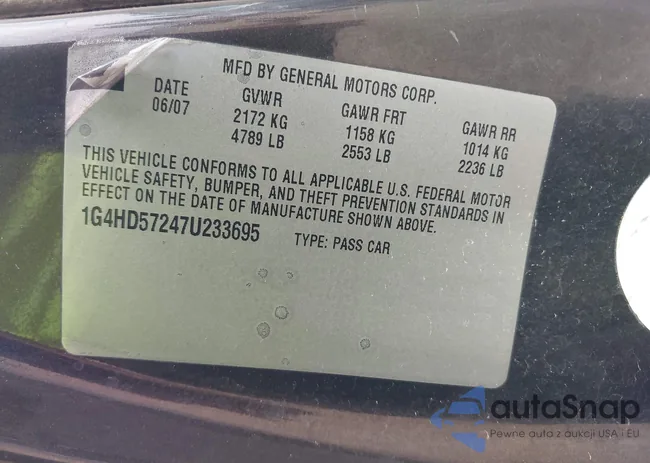 MFD BY GENERAL MOTORS CORP.
DATE GVWR GAWR FRT GAWR RR
06/07 2172 KG 1158 KG 1014 KG
4789 LB 2553 LB 2236 LB
THIS VEHICLE CONFORMS TO ALL APPLICABLE U.S. FEDERAL MOTOR
VEHICLE SAFETY, BUMPER, AND THEFT PREVENTION STANDARDS IN
EFFECT ON THE DATE OF MANUFACTURE SHOWN ABOVE.
1G4HD57247U233695 TYPE: PASS CAR
autaSnap
Pewne auta z aukcji USA i EU